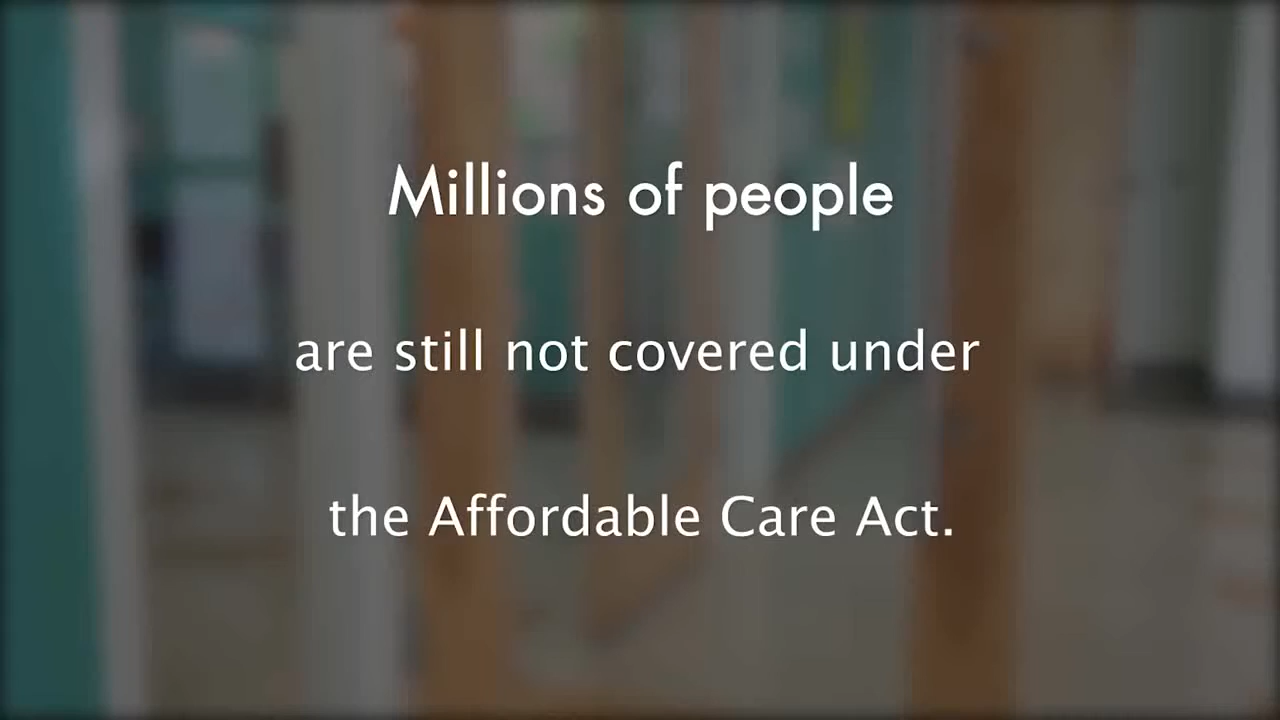 Millions of people
are still not covered under
the Affordable Care Act.